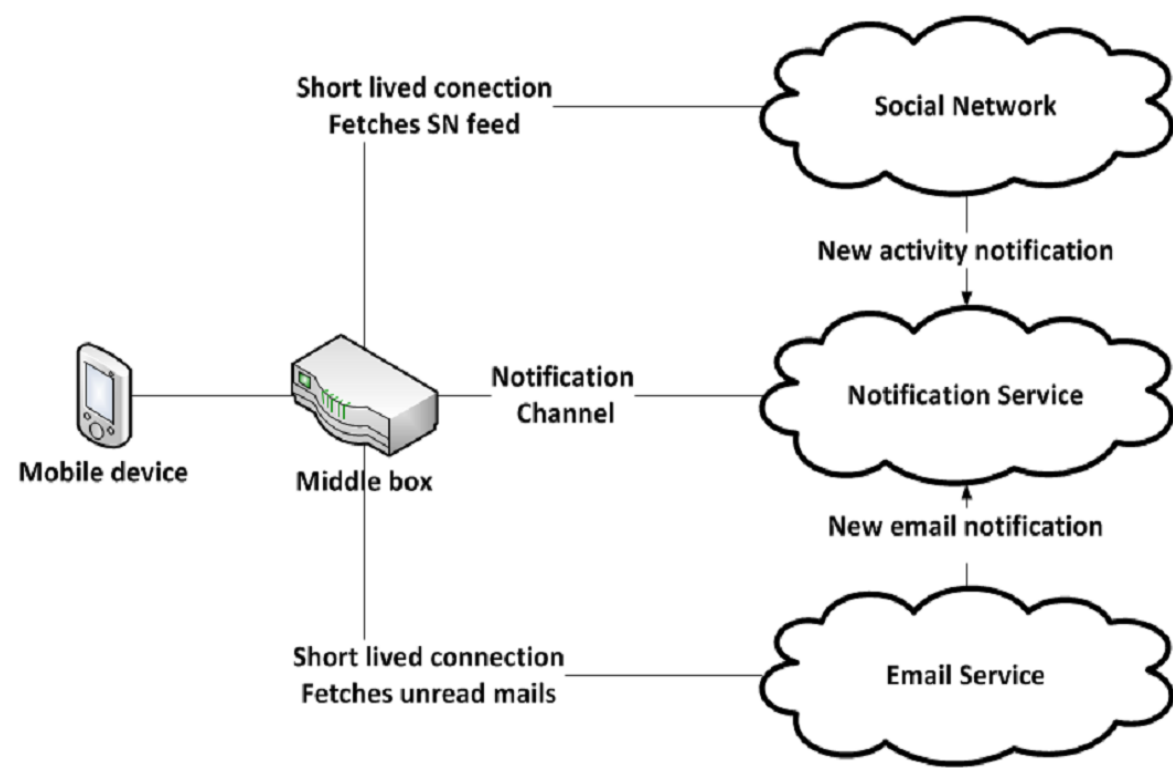 Short lived conection
Fetches SN feed
Social Network
New activity notification
Notification
Channel
Notification Service
Mobile device
Middle box
New email notification
Short lived connection
Fetches unread mails
Email Service